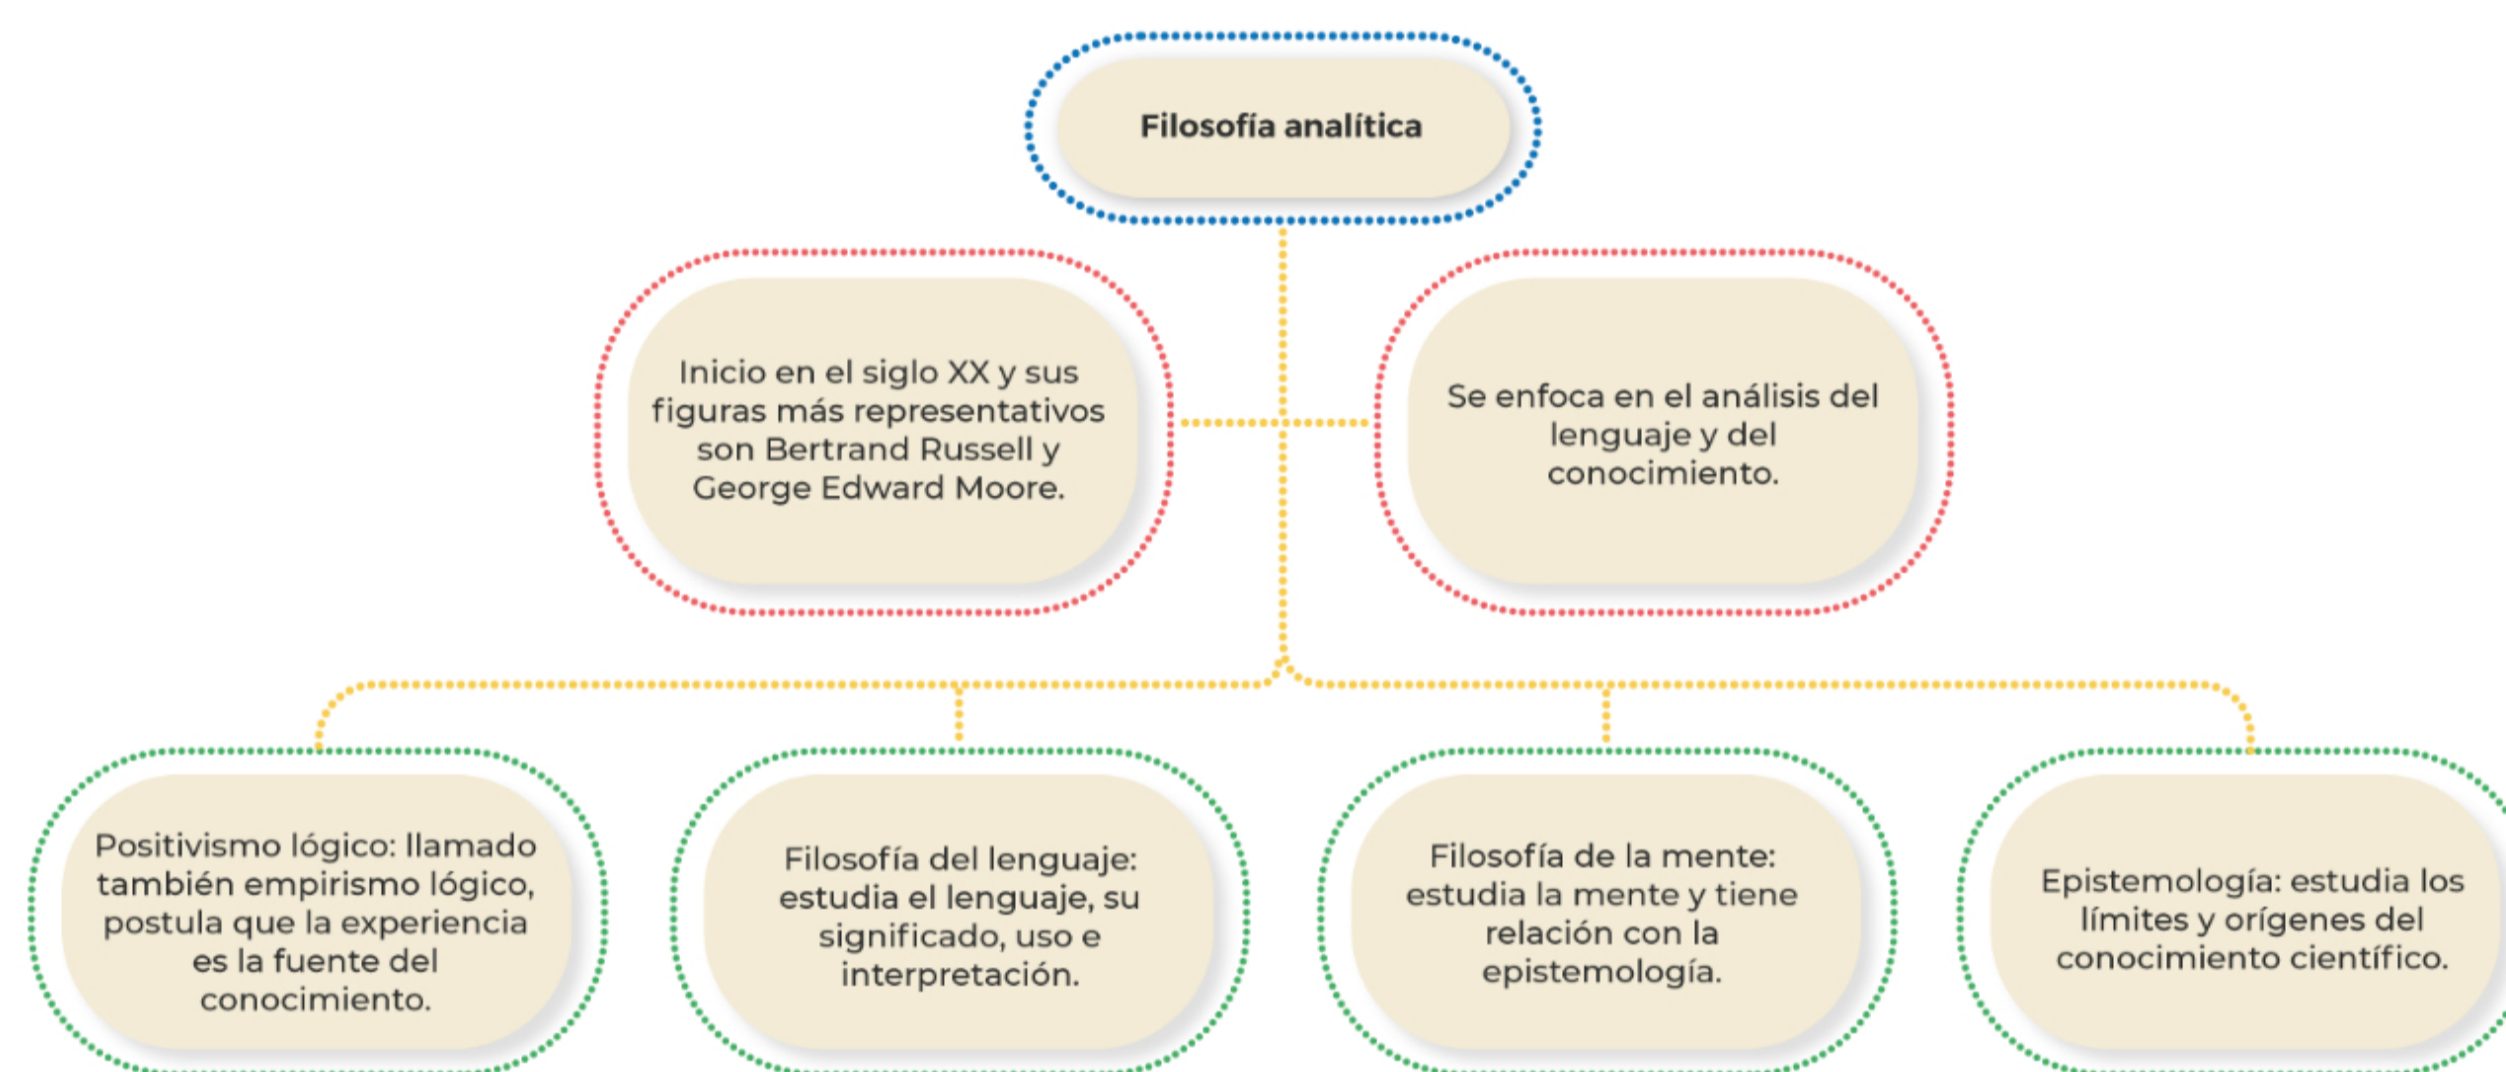 Filosofía analítica
Inicio en el siglo XX y sus
figuras más representativos
son Bertrand Russell y
George Edward Moore.
Se enfoca en el análisis del
lenguaje y del
conocimiento.
Positivismo lógico: llamado
también empirismo lógico,
postula que la experiencia
es la fuente del
conocimiento.
Filosofía del lenguaje:
estudia el lenguaje, su
significado, uso e
interpretación.
Filosofía de la mente:
estudia la mente y tiene
relación con la
epistemología.
Epistemología: estudia los
límites y orígenes del
conocimiento científico.